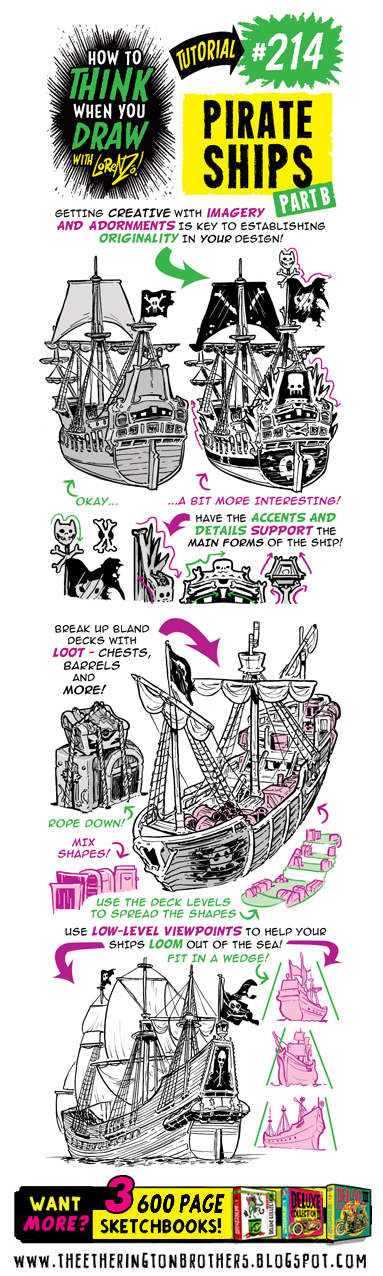 HOW TO
THINK
WHEN YOU
DRAW
WITH LORENZO!
TUTORIAL
#214
PIRATE
SHIPS
PART B
GETTING CREATIVE WITH IMAGERY
AND ADORNMENTS IS KEY TO ESTABLISHING
ORIGINALITY IN YOUR DESIGN!
OKAY...
...A BIT MORE INTERESTING!
HAVE THE ACCENTS AND
DETAILS SUPPORT THE
MAIN FORMS OF THE SHIP!
BREAK UP BLAND
DECKS WITH
LOOT - CHESTS,
BARRELS
AND
MORE!
ROPE DOWN!
MIX
SHAPES!
USE THE DECK LEVELS
TO SPREAD THE SHAPES
USE LOW-LEVEL VIEWPOINTS TO HELP YOUR
SHIPS LOOM OUT OF THE SEA!
FIT IN A WEDGE!
WANT
MORE?
3 600 PAGE
SKETCHBOOKS!
WWW.THEETHERINGTONBROTHERS.BLOGSPOT.COM